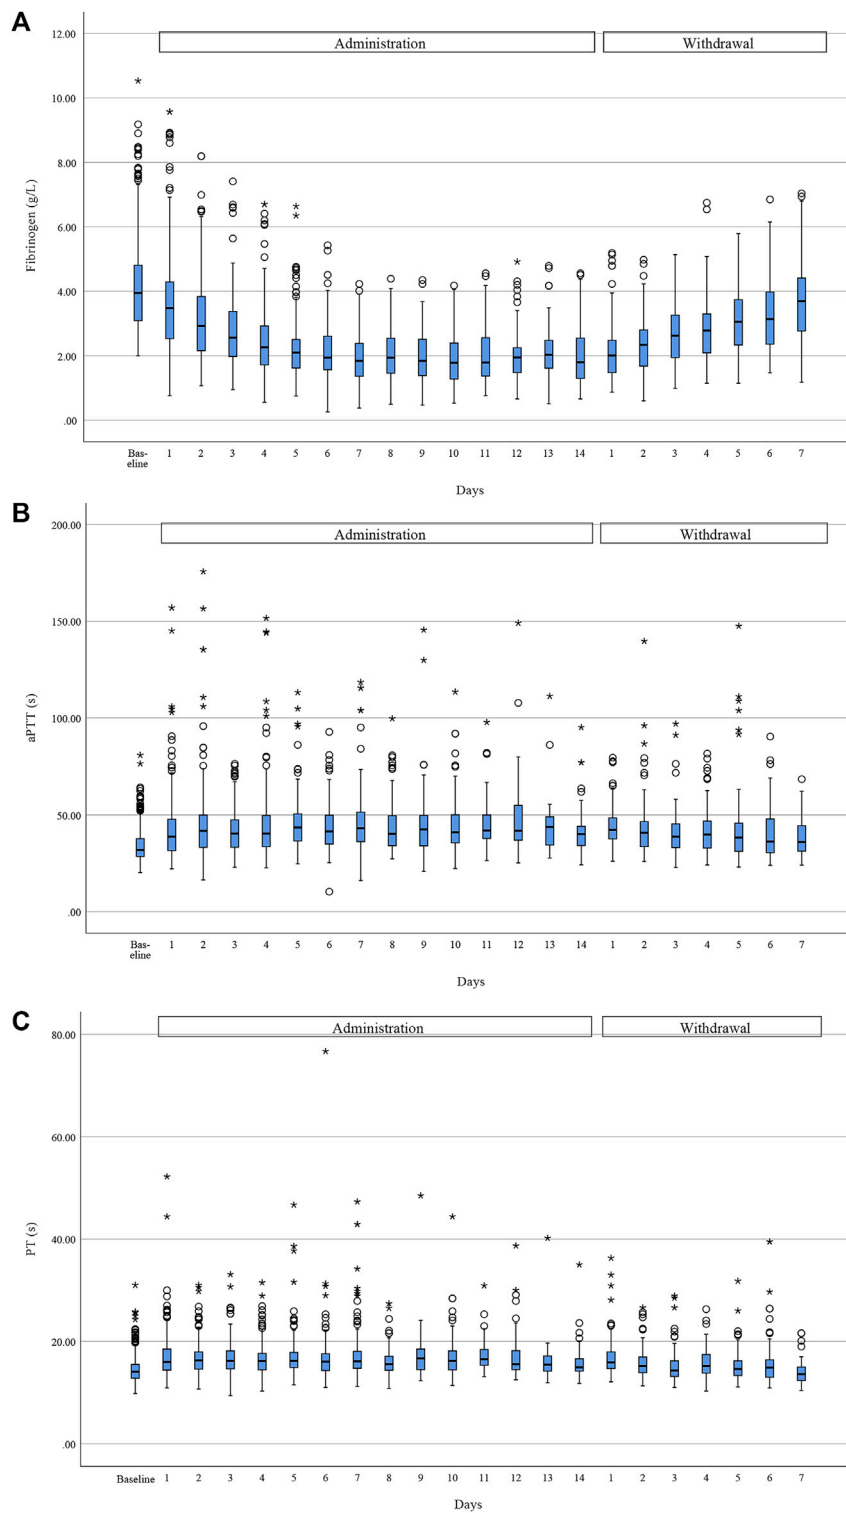 A
12.00
Administration
Withdrawal
10.00
8.00
6.00
4.00
2.00
.00
Fibrinogen (g/L)
Bas-
eline
1 2 3 4 5 6 7 8 9 10 11 12 13 14 1 2 3 4 5 6 7
Days
B
200.00
Administration
Withdrawal
150.00
100.00
50.00
.00
aPTT (s)
Bas-
eline
1 2 3 4 5 6 7 8 9 10 11 12 13 14 1 2 3 4 5 6 7
Days
C
Administration
Withdrawal
80.00
60.00
40.00
20.00
.00
PT (s)
Baseline 1 2 3 4 5 6 7 8 9 10 11 12 13 14 1 2 3 4 5 6 7
Days